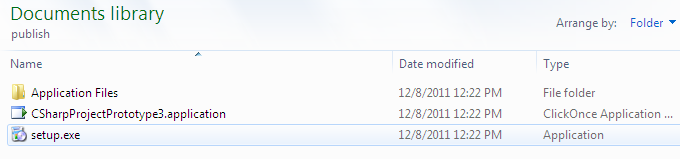 Documents library
publish
Arrange by: Folder
Name Date modified Type
Application Files 12/8/2011 12:22 PM File folder
CSharpProjectPrototype3.application 12/8/2011 12:22 PM ClickOnce Application ...
setup.exe 12/8/2011 12:22 PM Application